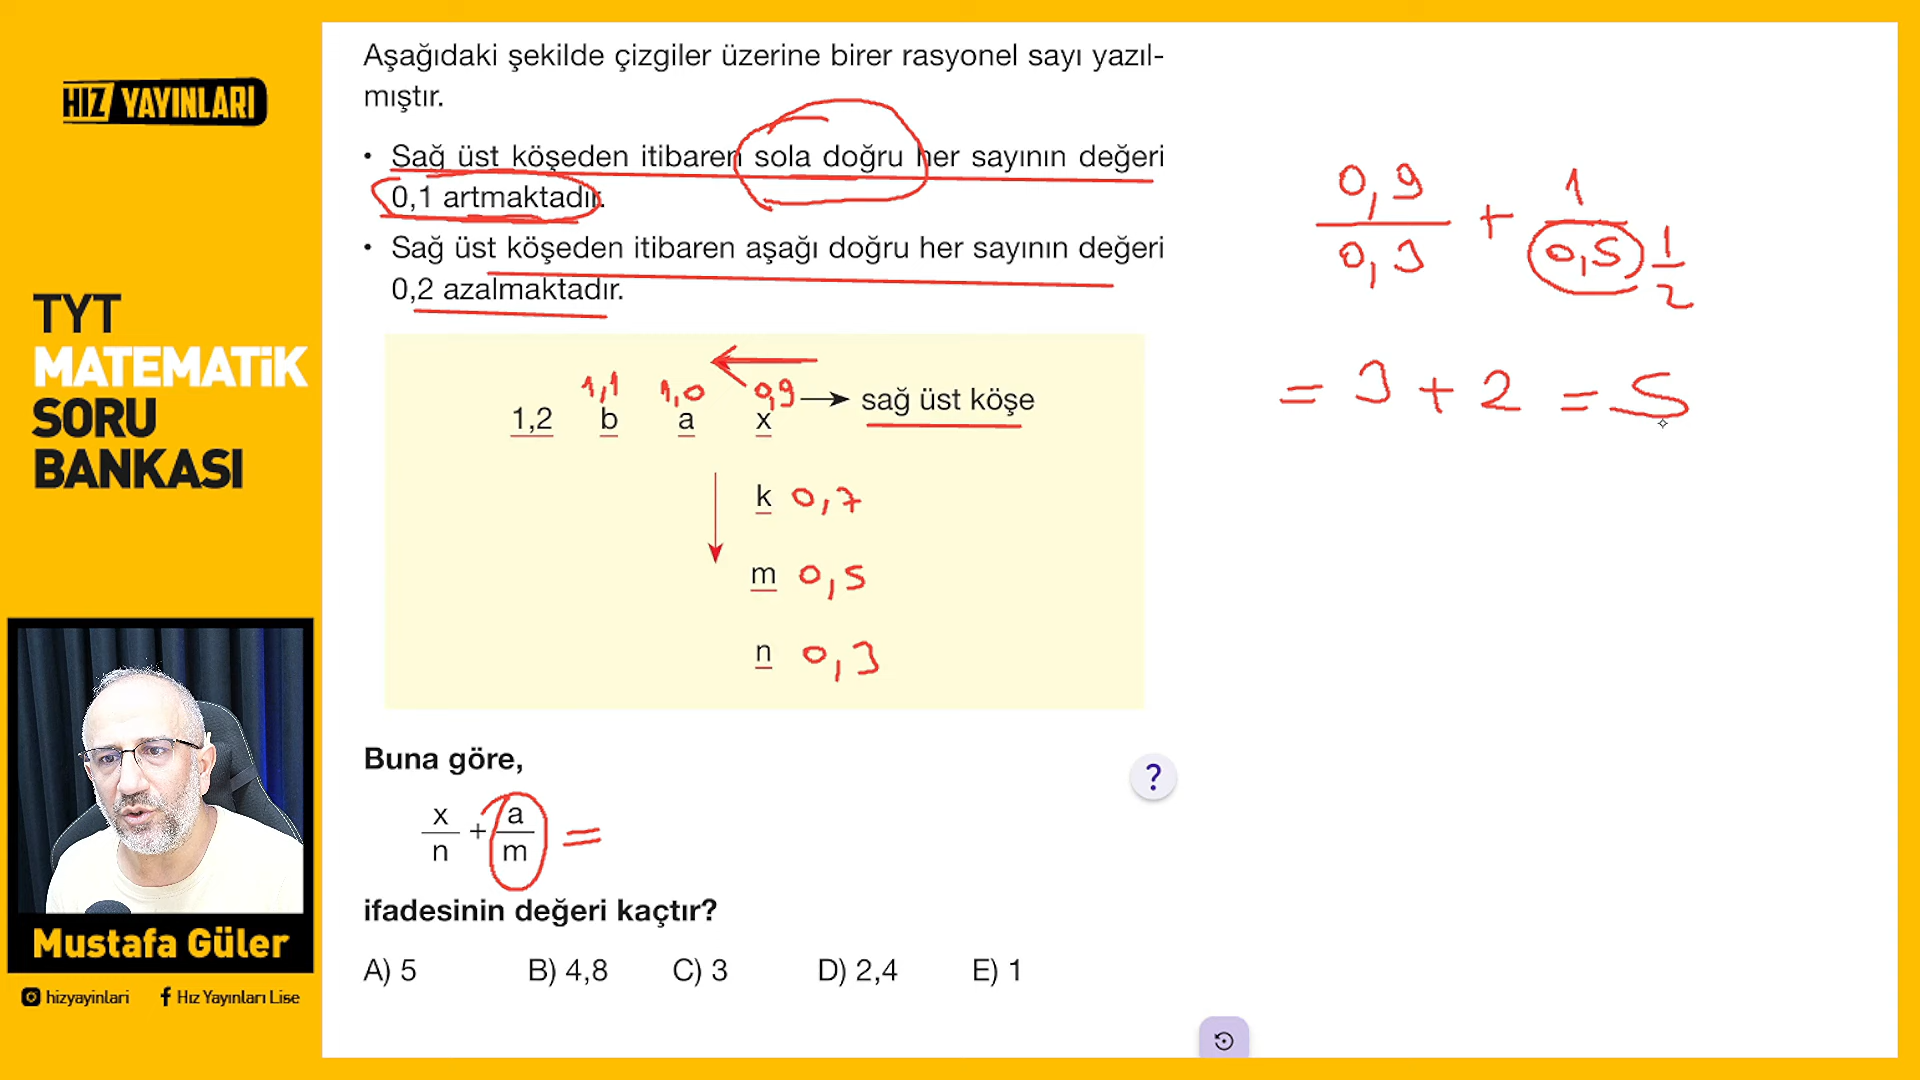 HIZ YAYINLARI
TYT
MATEMATİK
SORU
BANKASI
Mustafa Güler
hizyayinlari
Hız Yayınları Lise
Aşağıdaki şekilde çizgiler üzerine birer rasyonel sayı yazıl-
mıştır.
• Sağ üst köşeden itibaren sola doğru her sayının değeri
0,1 artmaktadır.
• Sağ üst köşeden itibaren aşağı doğru her sayının değeri
0,2 azalmaktadır.
1,1 1,0 0,9 → sağ üst köşe
1,2 b a x
k 0,7
m 0,5
n 0,3
Buna göre,
x/n + a/m =
ifadesinin değeri kaçtır?
A) 5 B) 4,8 C) 3 D) 2,4 E) 1
0,9/0,3 + 1/0,5 1/2
= 3 + 2 = 5
?